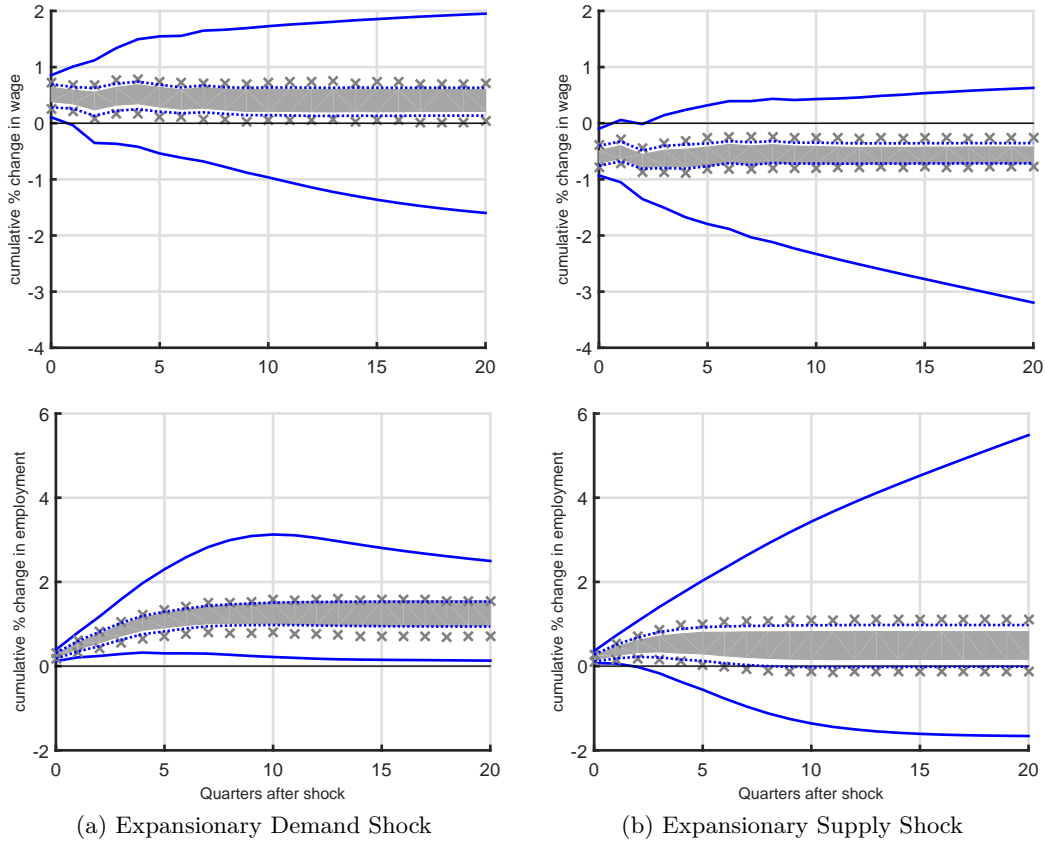 cumulative % change in wage
2
1
0
-1
-2
-3
-4
0 5 10 15 20
cumulative % change in wage
2
1
0
-1
-2
-3
-4
0 5 10 15 20
cumulative % change in employment
6
4
2
0
-2
0 5 10 15 20
Quarters after shock
(a) Expansionary Demand Shock
cumulative % change in employment
6
4
2
0
-2
0 5 10 15 20
Quarters after shock
(b) Expansionary Supply Shock